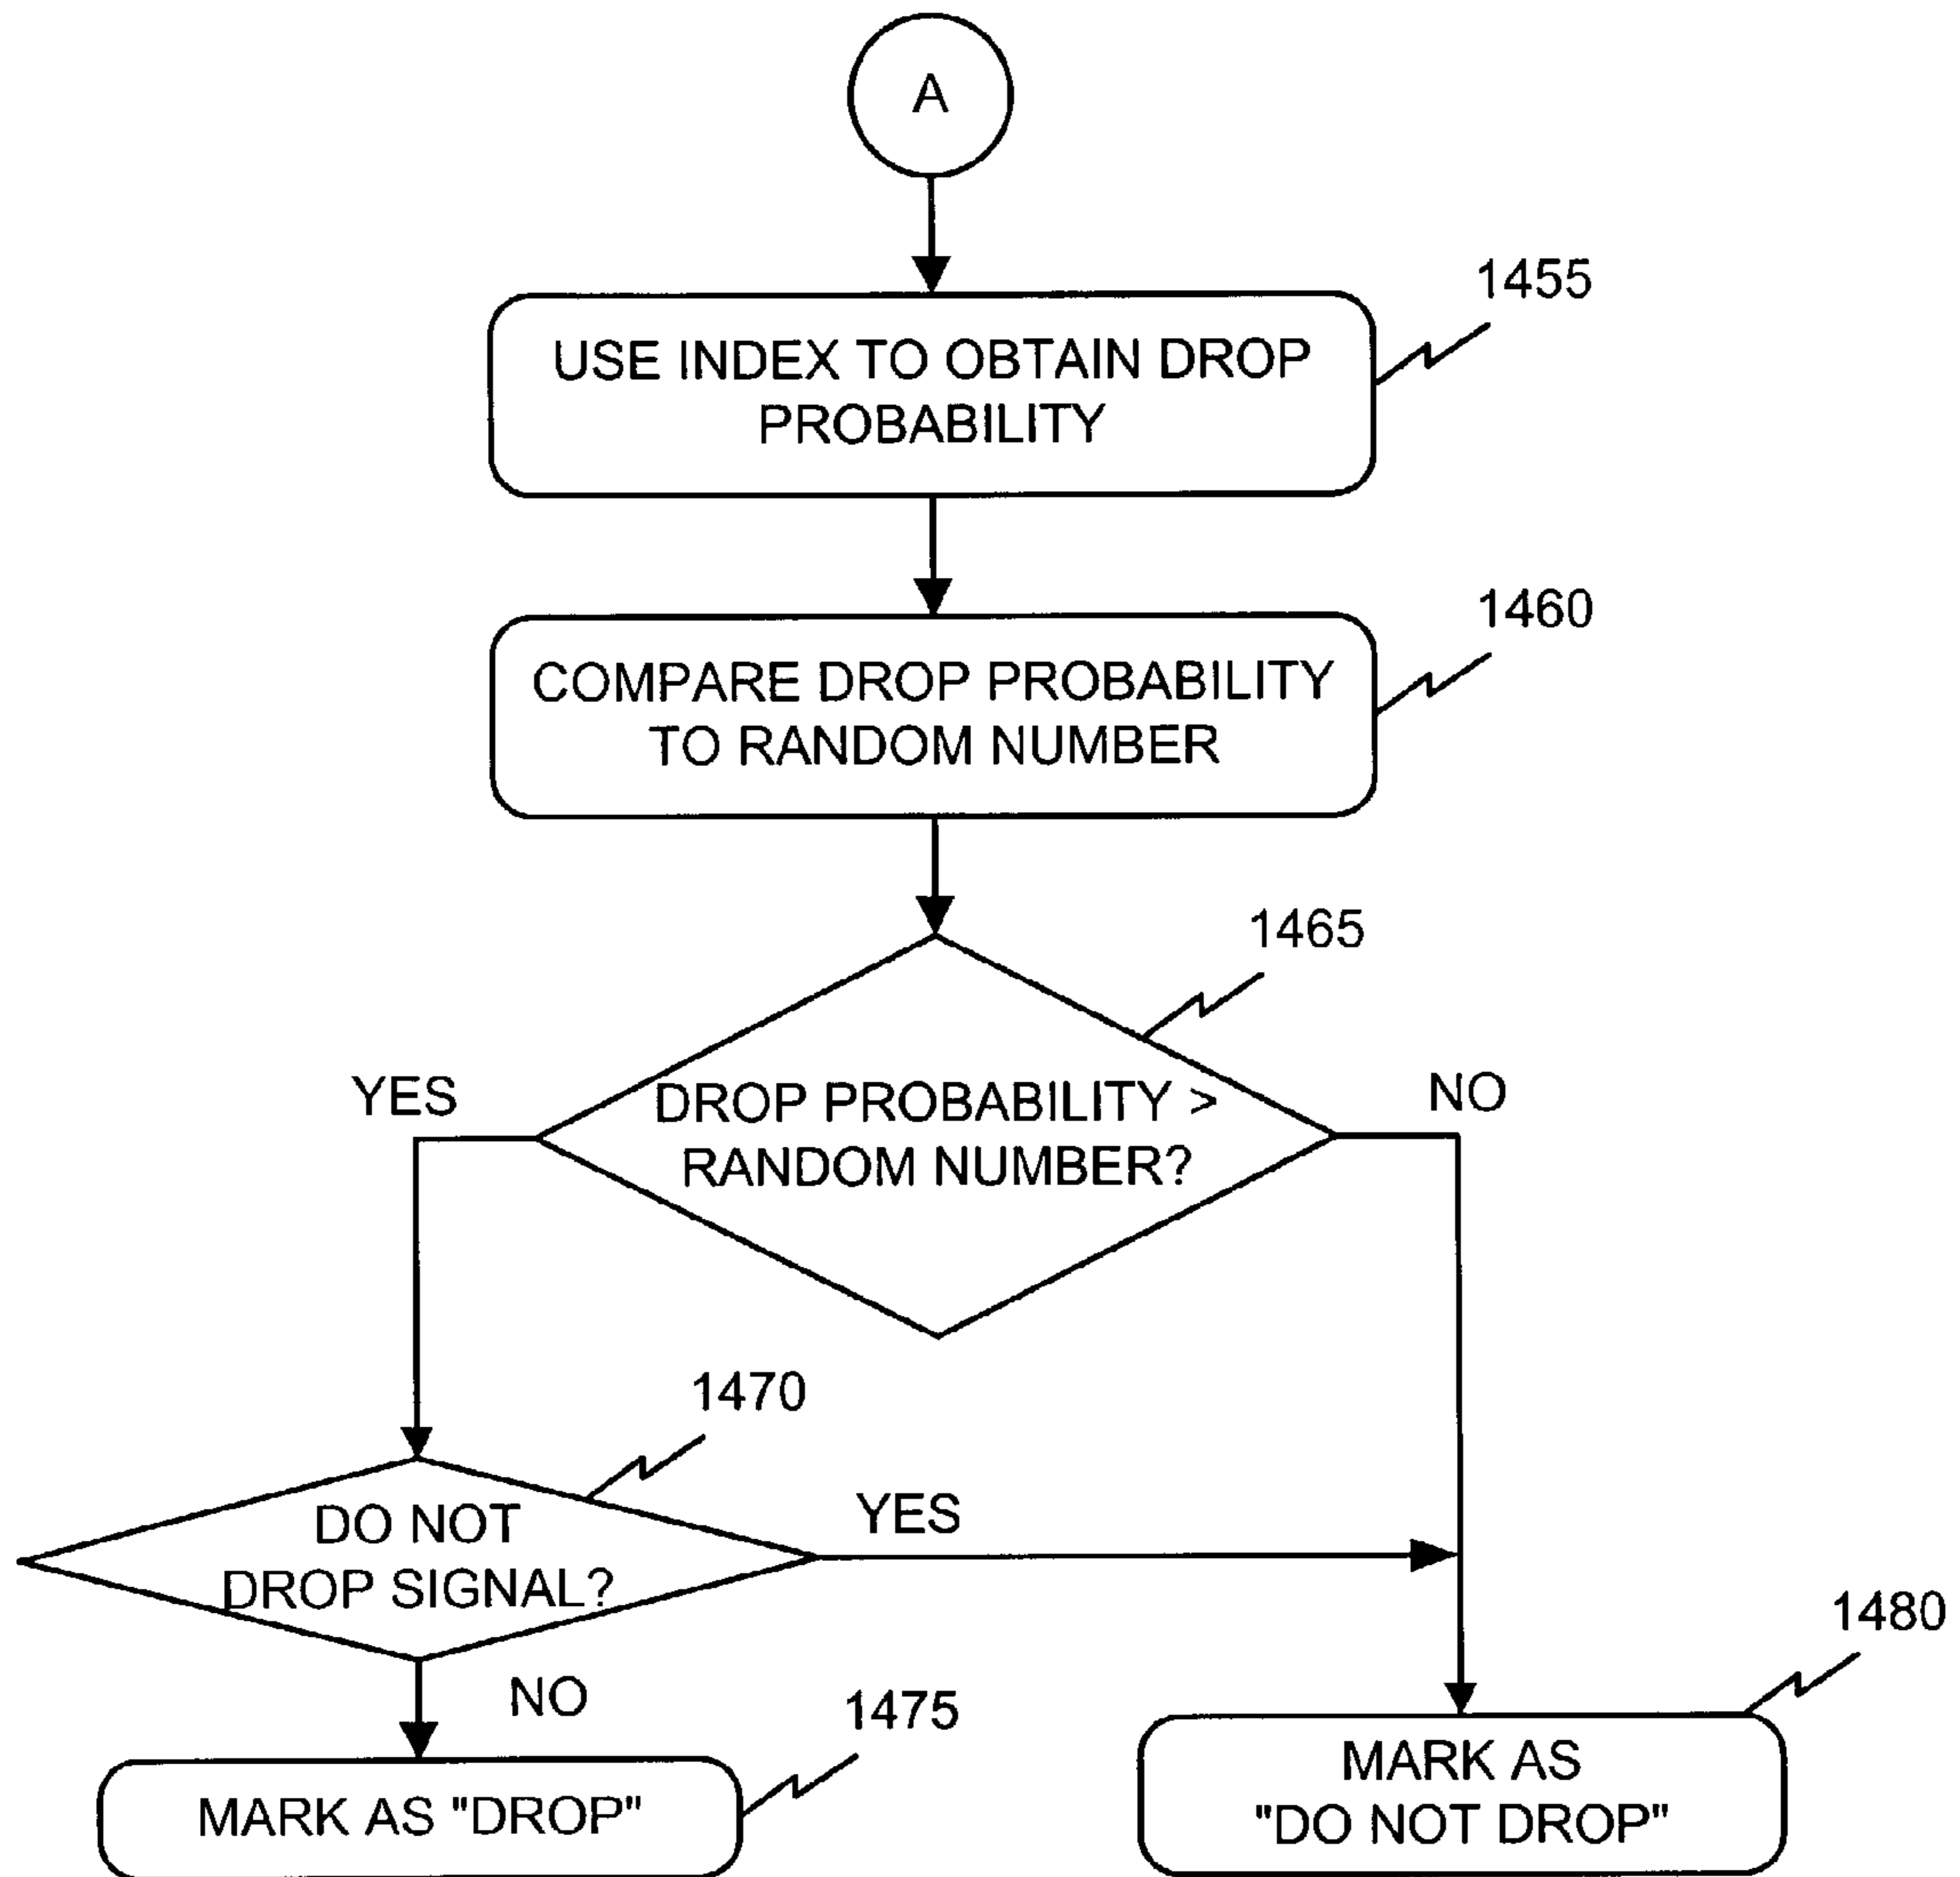 A
1455
USE INDEX TO OBTAIN DROP
PROBABILITY
1460
COMPARE DROP PROBABILITY
TO RANDOM NUMBER
1465
YES
DROP PROBABILITY >
RANDOM NUMBER?
NO
1470
DO NOT
DROP SIGNAL?
YES
NO
1475
MARK AS "DROP"
1480
MARK AS
"DO NOT DROP"